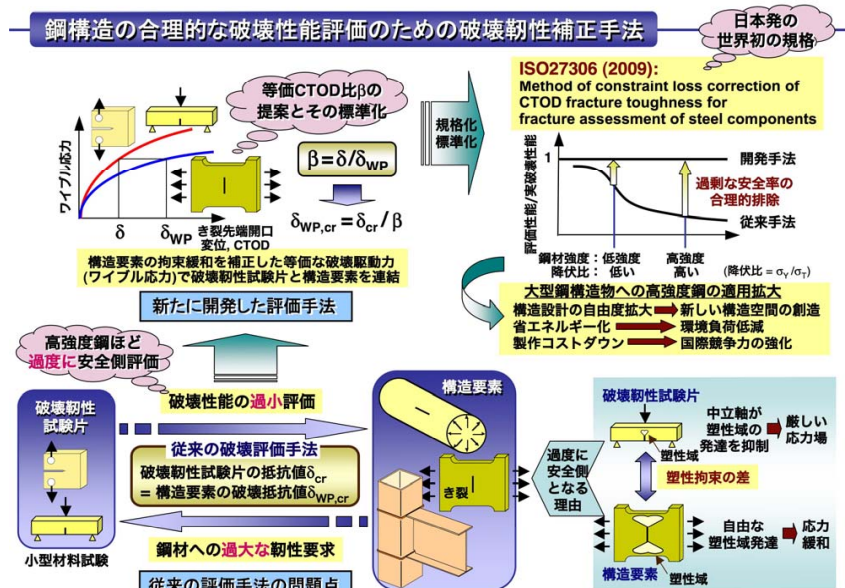 鋼構造の合理的な破壊性能評価のための破壊靭性補正手法
日本発の
世界初の規格
等価CTOD比βの
提案とその標準化
ワイブル応力
δ
δWP
き裂先端開口
変位, CTOD
β=δ/δWP
δWP,cr=δcr/β
構造要素の拘束緩和を補正した等価な破壊駆動力
(ワイブル応力)で破壊靭性試験片と構造要素を連結
新たに開発した評価手法
規格化
標準化
ISO27306 (2009):
Method of constraint loss correction of
CTOD fracture toughness for
fracture assessment of steel components
評価性能/実破壊性能
1
開発手法
過剰な安全率の
合理的排除
従来手法
鋼材強度:低強度 高強度
降伏比: 低い 高い (降伏比=σY/σT)
大型鋼構造物への高強度鋼の適用拡大
構造設計の自由度拡大 新しい構造空間の創造
省エネルギー化 環境負荷低減
製作コストダウン 国際競争力の強化
高強度鋼ほど
過度に安全側評価
破壊靭性
試験片
小型材料試験
破壊性能の過小評価
従来の破壊評価手法
破壊靭性試験片の抵抗値δcr
= 構造要素の破壊抵抗値δWP,cr
鋼材への過大な靭性要求
従来の評価手法の問題点
構造要素
き裂
過度に
安全側
となる
理由
破壊靭性試験片
塑性域
中立軸が
塑性域の
発達を抑制
厳しい
応力場
塑性拘束の差
自由な
塑性域発達
応力
緩和
構造要素
塑性域